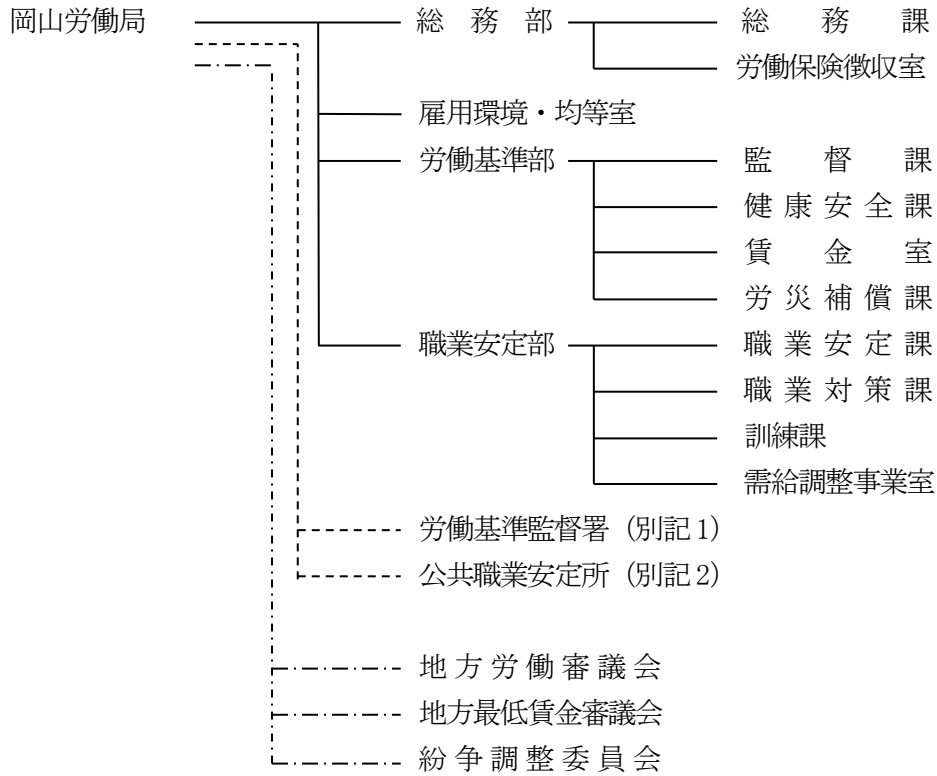 岡山労働局 総務部 総務課
労働保険徴収室
雇用環境・均等室
労働基準部 監督課
健康安全課
賃金室
労災補償課
職業安定部 職業安定課
職業対策課
訓練課
需給調整事業室
労働基準監督署（別記1）
公共職業安定所（別記2）
地方労働審議会
地方最低賃金審議会
紛争調整委員会